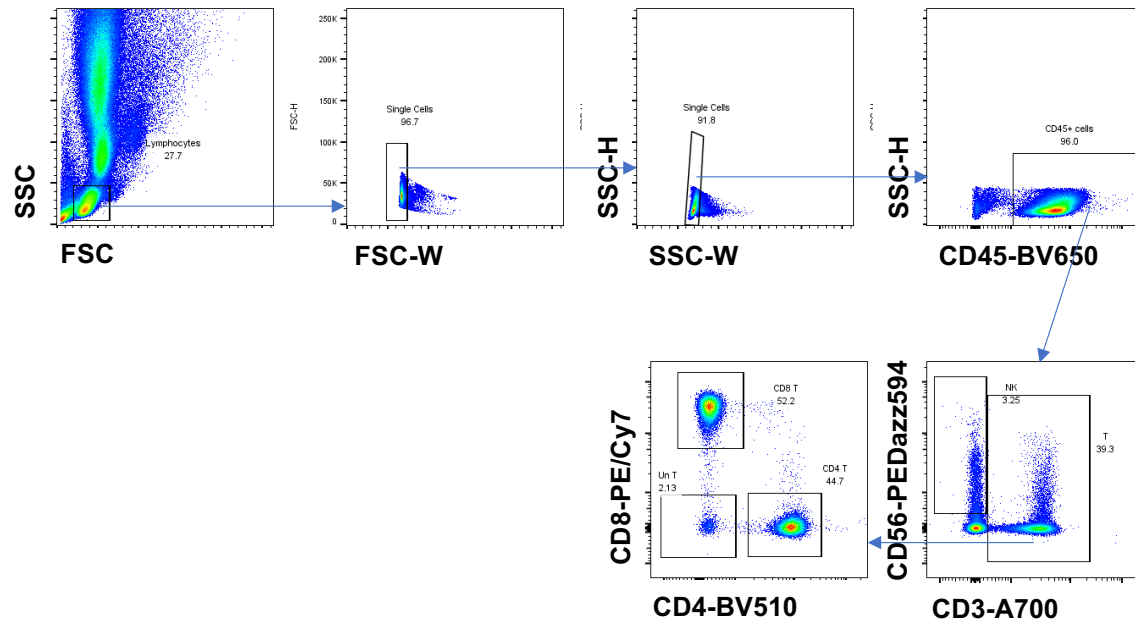 SSC
Lymphocytes
27.7
FSC
250K
200K
150K
100K
50K
0
FSC-H
Single Cells
96.7
FSC-W
SSC-H
Single Cells
91.8
SSC-W
SSC-H
CD45+ cells
96.0
CD45-BV650
CD8-PE/Cy7
CD8 T
52.2
Un T
2.13
CD4 T
44.7
CD4-BV510
CD56-PEDazz594
NK
3.25
T
39.3
CD3-A700